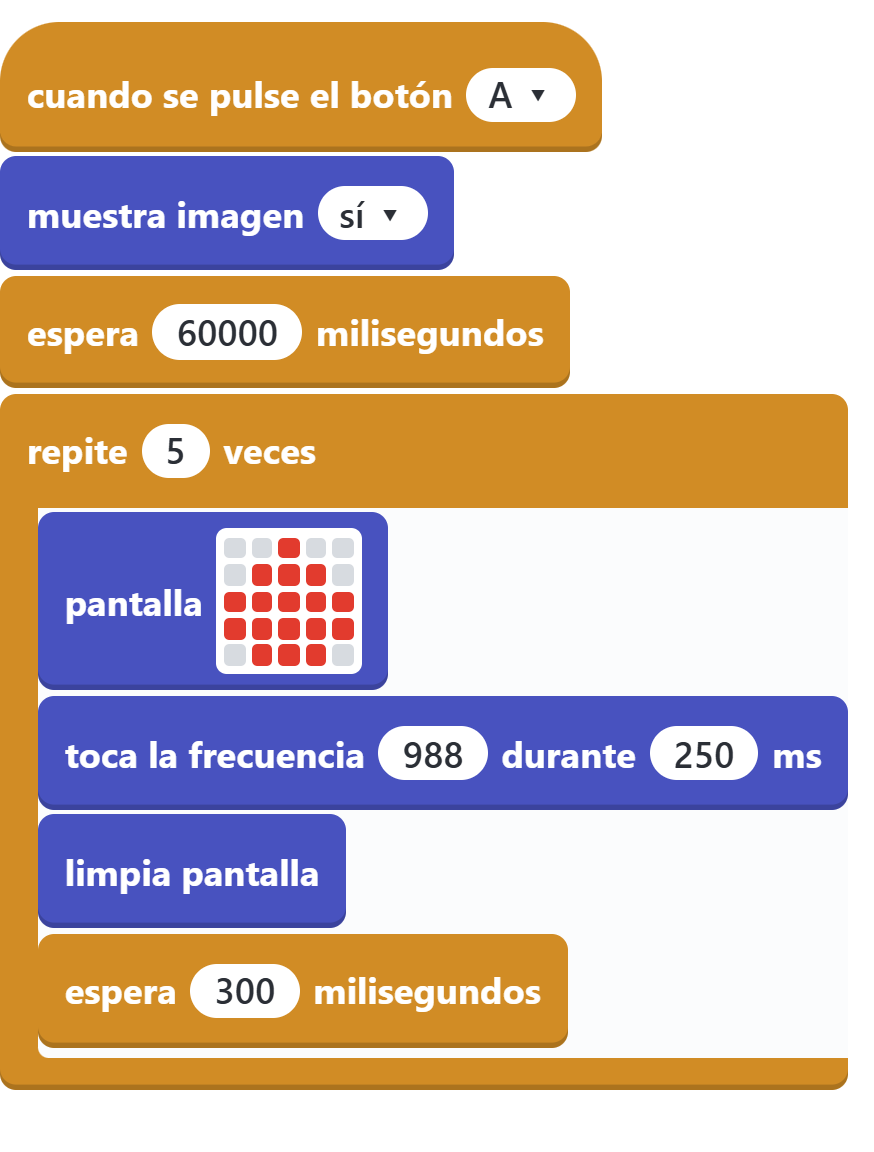 cuando se pulse el botón A
muestra imagen sí
espera 60000 milisegundos
repite 5 veces
pantalla
toca la frecuencia 988 durante 250 ms
limpia pantalla
espera 300 milisegundos